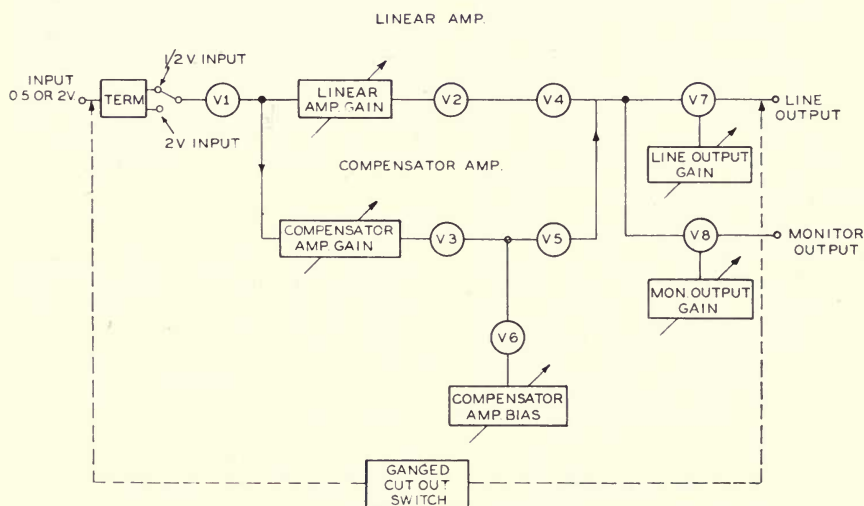 LINEAR AMP.
1/2 V. INPUT
INPUT
0.5 OR 2V
TERM
2V INPUT
V1
LINEAR
AMP. GAIN
V2
V4
V7
LINE
OUTPUT
LINE OUTPUT
GAIN
COMPENSATOR AMP.
COMPENSATOR
AMP. GAIN
V3
V5
V8
MONITOR
OUTPUT
MON. OUTPUT
GAIN
V6
COMPENSATOR
AMP. BIAS
GANGED
CUT OUT
SWITCH